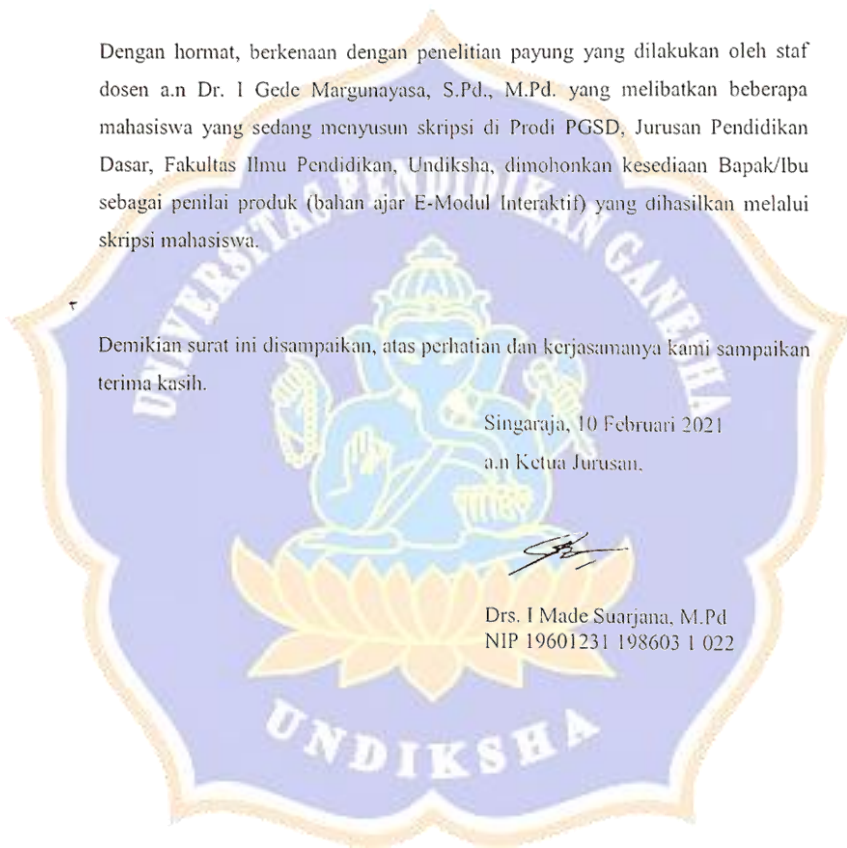 Dengan hormat, berkenaan dengan penelitian payung yang dilakukan oleh staf
dosen a.n Dr. I Gede Margunayasa, S.Pd., M.Pd. yang melibatkan beberapa
mahasiswa yang sedang menyusun skripsi di Prodi PGSD, Jurusan Pendidikan
Dasar, Fakultas Ilmu Pendidikan, Undiksha, dimohonkan kesediaan Bapak/Ibu
sebagai penilai produk (bahan ajar E-Modul Interaktif) yang dihasilkan melalui
skripsi mahasiswa.
UNIVERSITAS PENDIDIKAN GANESHA
Demikian surat ini disampaikan, atas perhatian dan kerjasamanya kami sampaikan
terima kasih.
Singaraja, 10 Februari 2021
a.n Ketua Jurusan,
Drs. I Made Suarjana, M.Pd
NIP 19601231 198603 1 022
UNDIKSHA